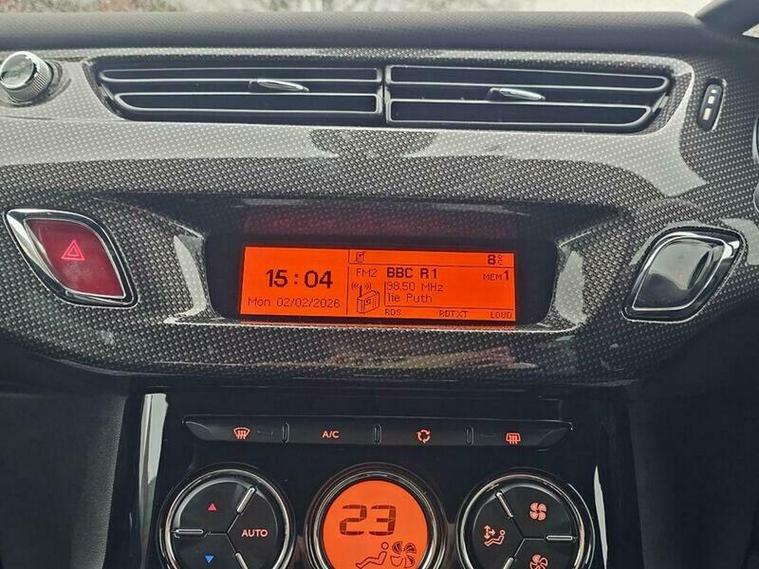 8°C
15:04
FM2 BBC R1 MEM1
98.50 MHz
lie Puth
Mon 02/02/2026
RDS RDTXT LOUD
A/C
AUTO
23